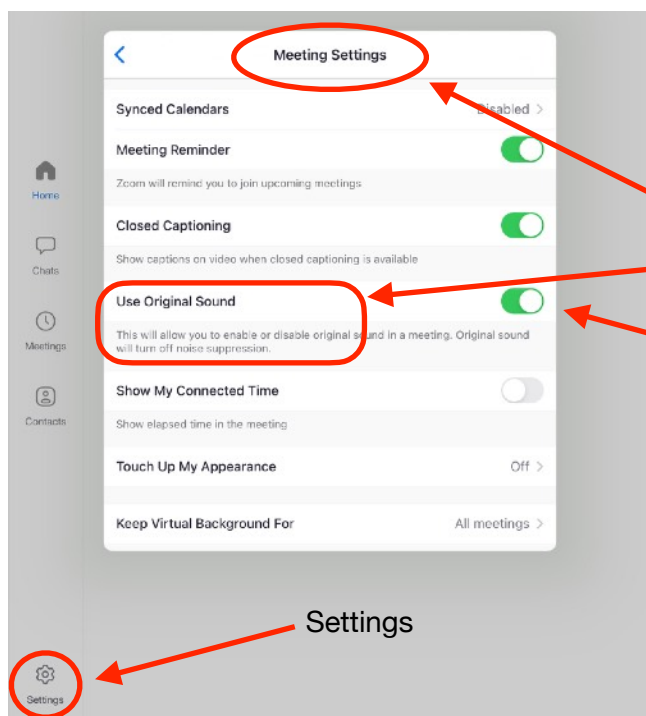 Meeting Settings
Synced Calendars Disabled
Meeting Reminder
Zoom will remind you to join upcoming meetings
Home
Closed Captioning
Show captions on video when closed captioning is available
Chats
Use Original Sound
This will allow you to enable or disable original sound in a meeting. Original sound
will turn off noise suppression.
Meetings
Show My Connected Time
Show elapsed time in the meeting
Contacts
Touch Up My Appearance Off
Keep Virtual Background For All meetings
Settings
Settings